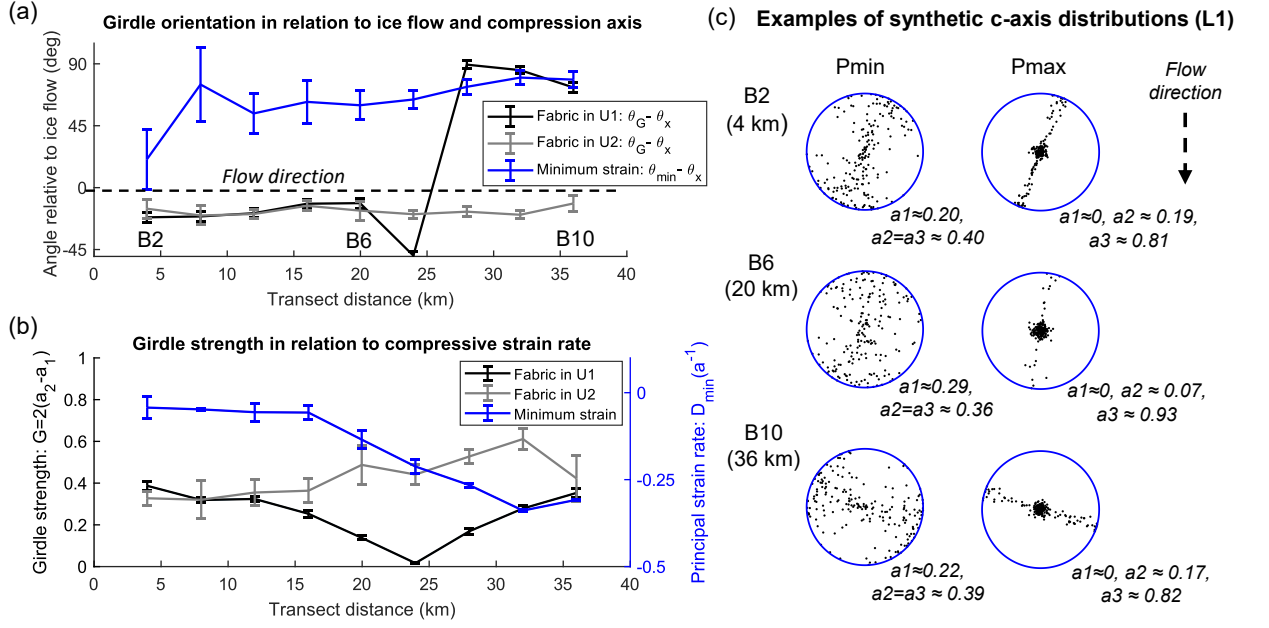 (a)
Girdle orientation in relation to ice flow and compression axis
Angle relative to ice flow (deg)
90
45
0
-45
Fabric in U1: θG- θx
Fabric in U2: θG- θx
Minimum strain: θmin- θx
Flow direction
B2
B6
B10
0
5
10
15
20
25
30
35
40
Transect distance (km)
(b)
Girdle strength in relation to compressive strain rate
Girdle strength: G=2(a2-a1)
1
0.8
0.6
0.4
0.2
0
Fabric in U1
Fabric in U2
Minimum strain
0
-0.25
-0.5
Principal strain rate: Dmin(a-1)
0
5
10
15
20
25
30
35
40
Transect distance (km)
(c)
Examples of synthetic c-axis distributions (L1)
Pmin
Pmax
Flow
direction
B2
(4 km)
a1≈0.20,
a2=a3 ≈ 0.40
a1≈0, a2 ≈ 0.19,
a3 ≈ 0.81
B6
(20 km)
a1≈0.29,
a2=a3 ≈ 0.36
a1≈0, a2 ≈ 0.07,
a3 ≈ 0.93
B10
(36 km)
a1≈0.22,
a2=a3 ≈ 0.39
a1≈0, a2 ≈ 0.17,
a3 ≈ 0.82